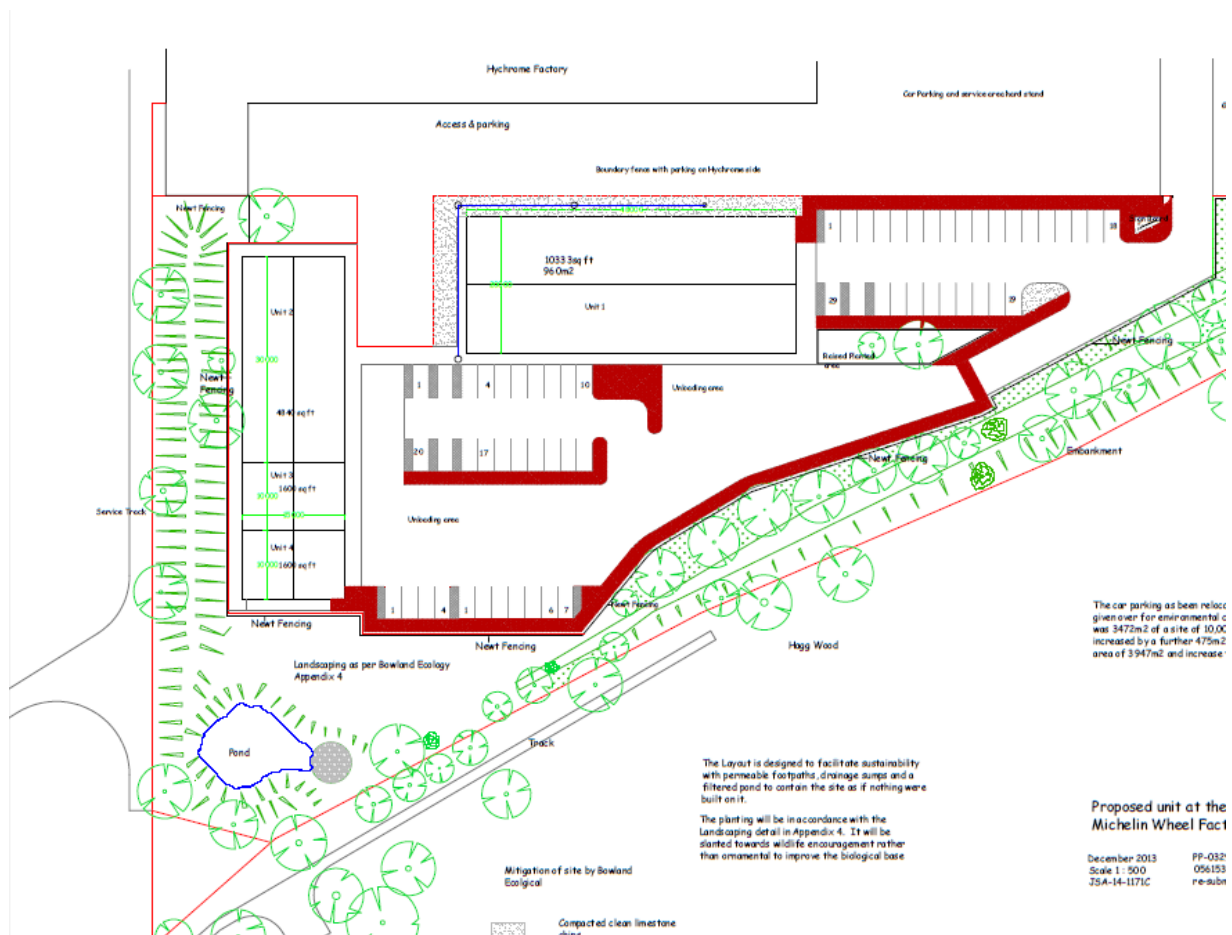 Hychrome Factory
Car Parking and service area hard stand
Access & parking
Boundary fence with parking on Hychrome side
Newt Fencing
1
18
1033 3sq ft
960m2
Unit 1
Unit 2
29
19
Newt Fencing
Raised Planted
area
Newt
Fencing
1
4
10
Unloading area
4840 sq ft
20
17
Newt Fencing
Embankment
Unit 3
1600 sq ft
Service Track
Unloading area
Unit 4
1600 sq ft
1
4
1
6
7
Newt Fencing
Newt Fencing
Newt Fencing
Hagg Wood
The car parking as been reloc
given over for environmental
was 3472m2 of a site of 10,00
increased by a further 475m2
area of 3947m2 and increase
Landscaping as per Bowland Ecology
Appendix 4
Pond
Track
The Layout is designed to facilitate sustainability
with permeable footpaths, drainage sumps and a
filtered pond to contain the site as if nothing were
built on it.
The planting will be in accordance with the
Landscaping detail in Appendix 4. It will be
slanted towards wildlife encouragement rather
than ornamental to improve the biological base
Proposed unit at the
Michelin Wheel Fact
December 2013
Scale 1 : 500
JSA-14-1171C
PP-0329
056153
re-subm
Mitigation of site by Bowland
Ecolgical
Compacted clean limestone